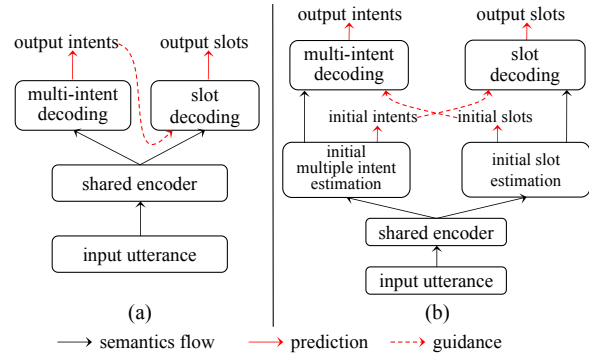 output intents
output slots
multi-intent
decoding
slot
decoding
shared encoder
input utterance
(a)
output intents
output slots
multi-intent
decoding
slot
decoding
initial intents
initial slots
initial
multiple intent
estimation
initial slot
estimation
shared encoder
input utterance
(b)
semantics flow
prediction
guidance